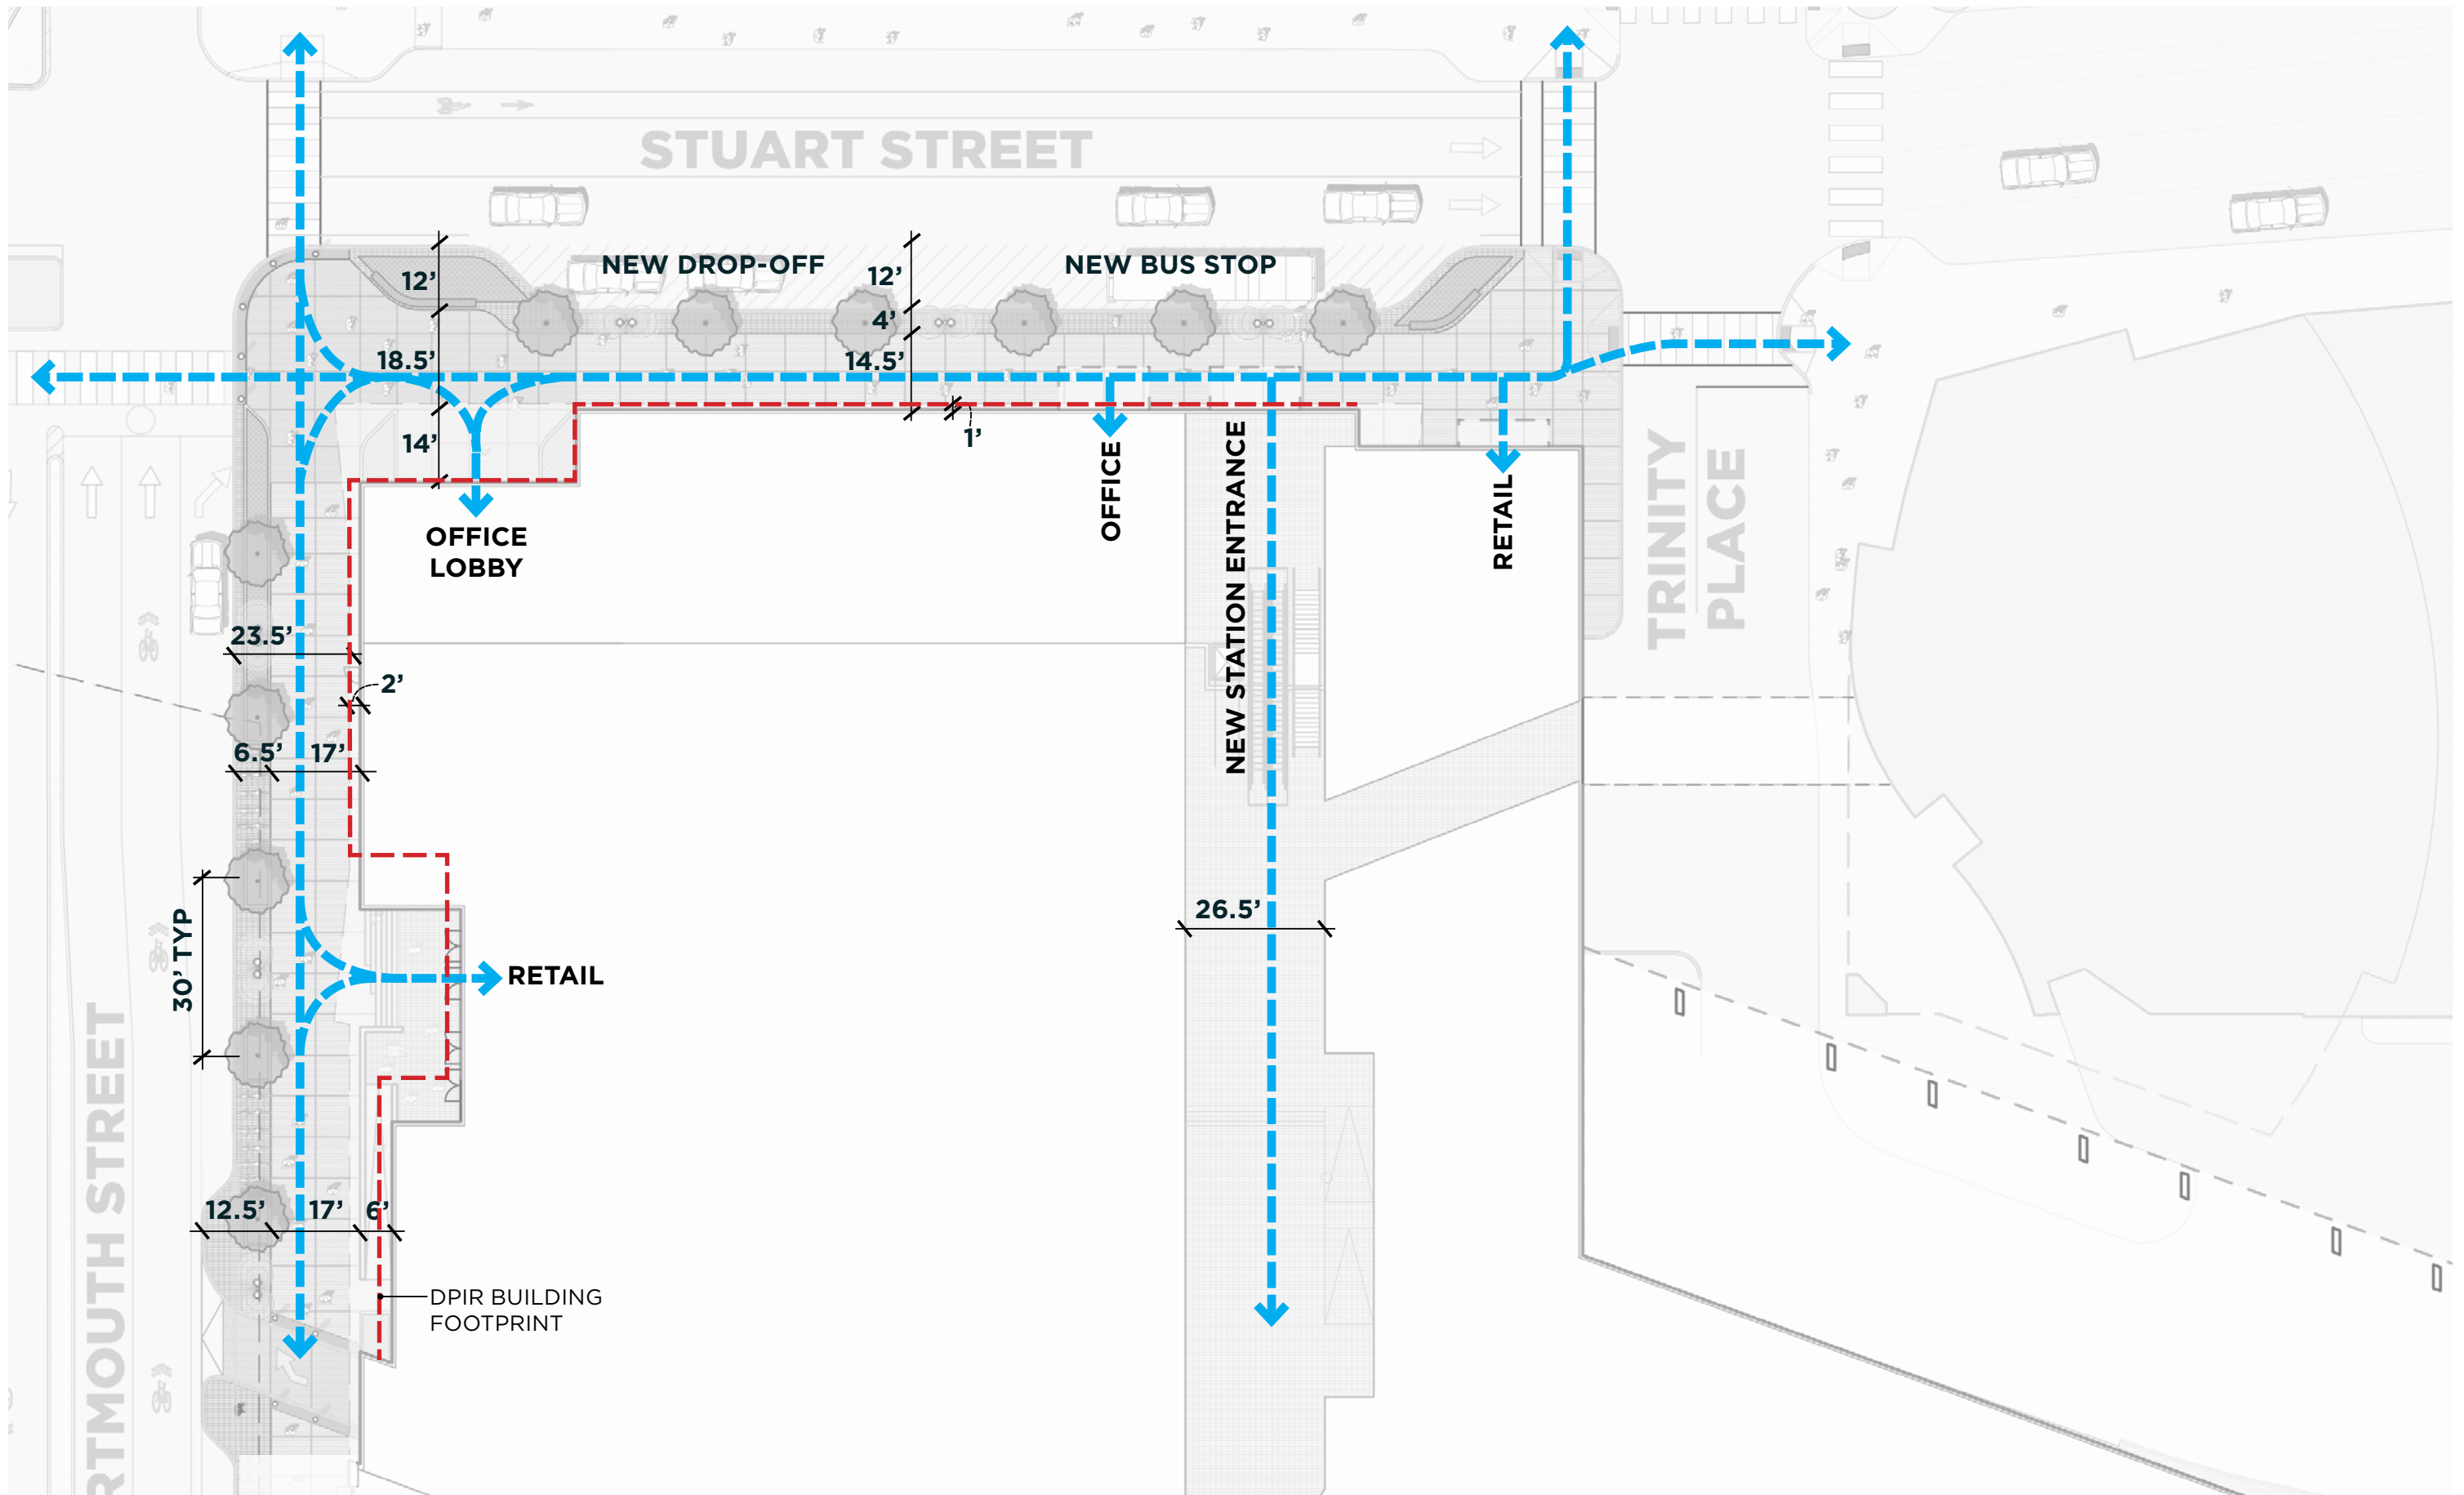 STUART STREET
NEW DROP-OFF
NEW BUS STOP
12’
12’
4’
18.5’
14.5’
14’
1’
OFFICE
LOBBY
OFFICE
NEW STATION ENTRANCE
RETAIL
TRINITY
PLACE
23.5’
2’
6.5’
17’
30’ TYP
26.5’
RETAIL
12.5’
17’
6’
DPIR BUILDING
FOOTPRINT
RTMOUTH STREET